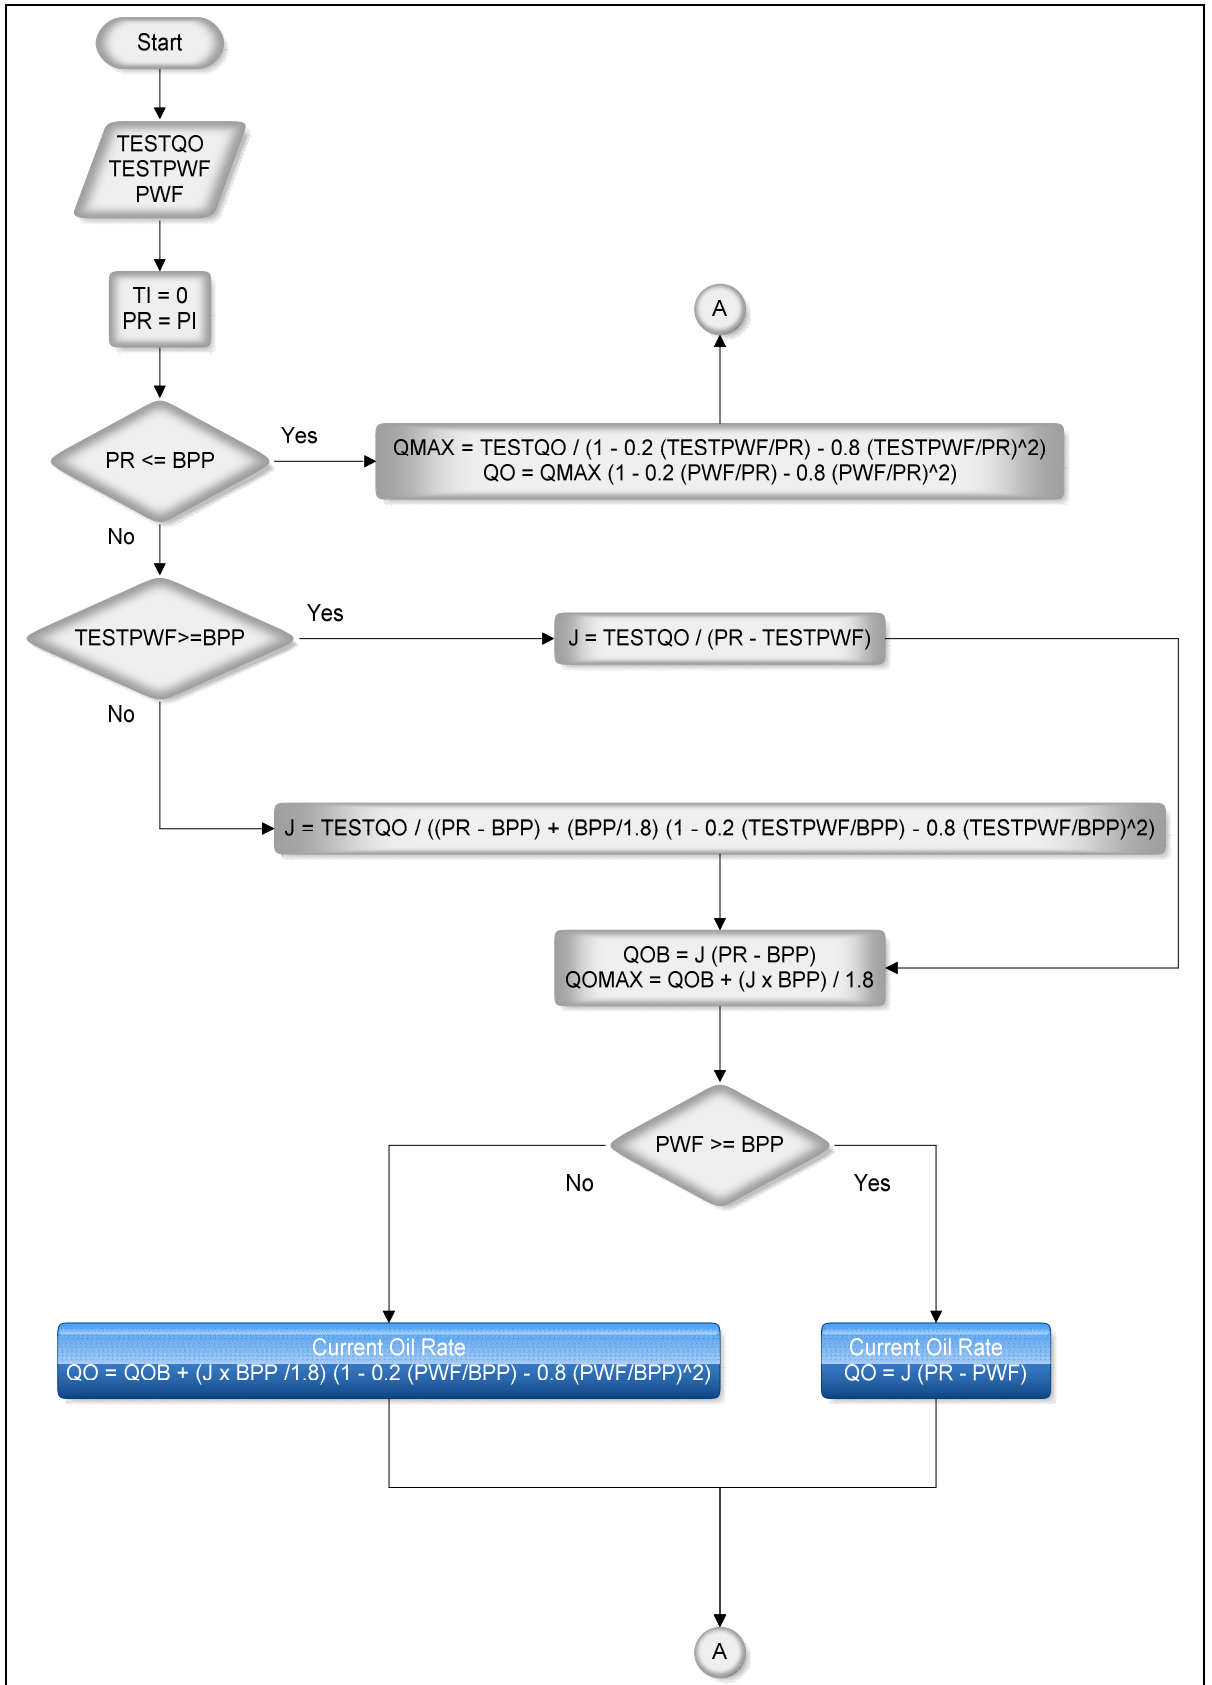 Start
TESTQO
TESTPWF
PWF
TI = 0
PR = PI
A
PR <= BPP
Yes
QMAX = TESTQO / (1 - 0.2 (TESTPWF/PR) - 0.8 (TESTPWF/PR)^2)
QO = QMAX (1 - 0.2 (PWF/PR) - 0.8 (PWF/PR)^2)
No
TESTPWF>=BPP
Yes
J = TESTQO / (PR - TESTPWF)
No
J = TESTQO / ((PR - BPP) + (BPP/1.8) (1 - 0.2 (TESTPWF/BPP) - 0.8 (TESTPWF/BPP)^2)
QOB = J (PR - BPP)
QOMAX = QOB + (J x BPP) / 1.8
PWF >= BPP
No
Yes
Current Oil Rate
QO = QOB + (J x BPP /1.8) (1 - 0.2 (PWF/BPP) - 0.8 (PWF/BPP)^2)
Current Oil Rate
QO = J (PR - PWF)
A